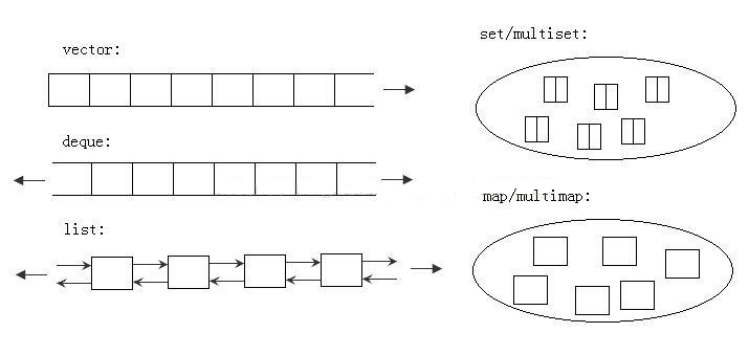 vector:
deque:
list:
set/multiset:
map/multimap: